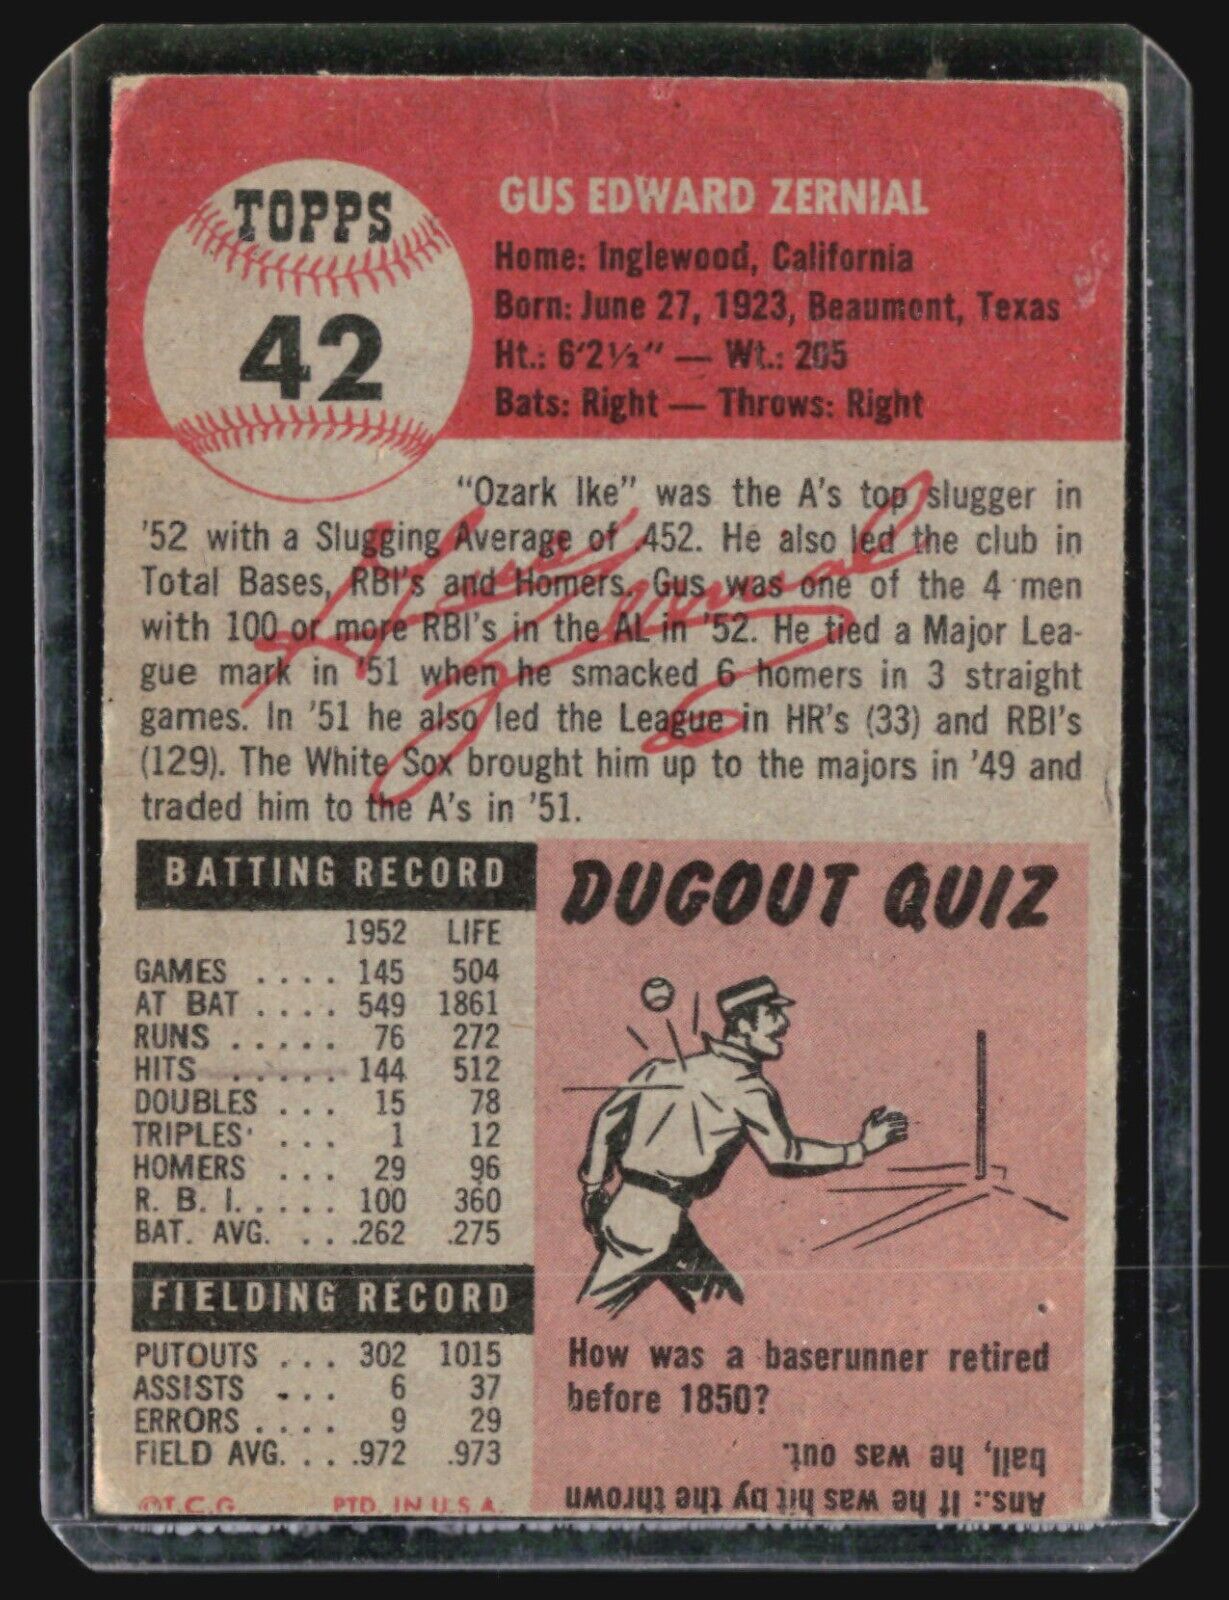 TOPPS
42
GUS EDWARD ZERNIAL
Home: Inglewood, California
Born: June 27, 1923, Beaumont, Texas
Ht.: 6'2½" — Wt.: 205
Bats: Right — Throws: Right
"Ozark Ike" was the A's top slugger in
'52 with a Slugging Average of .452. He also led the club in
Total Bases, RBI's and Homers. Gus was one of the 4 men
with 100 or more RBI's in the AL in '52. He tied a Major Lea-
gue mark in '51 when he smacked 6 homers in 3 straight
games. In '51 he also led the League in HR's (33) and RBI's
(129). The White Sox brought him up to the majors in '49 and
traded him to the A's in '51.
Gus Zernial
BATTING RECORD
1952 LIFE
GAMES .... 145 504
AT BAT .... 549 1861
RUNS ..... 76 272
HITS ..... 144 512
DOUBLES ... 15 78
TRIPLES ... 1 12
HOMERS ... 29 96
R. B. I. .... 100 360
BAT. AVG. .. .262 .275
FIELDING RECORD
PUTOUTS ... 302 1015
ASSISTS ... 6 37
ERRORS .... 9 29
FIELD AVG. .. .972 .973
©T.C.G. PTD. IN U.S.A.
DUGOUT QUIZ
How was a baserunner retired
before 1850?
Ans.: If he was hit by the thrown
ball, he was out.